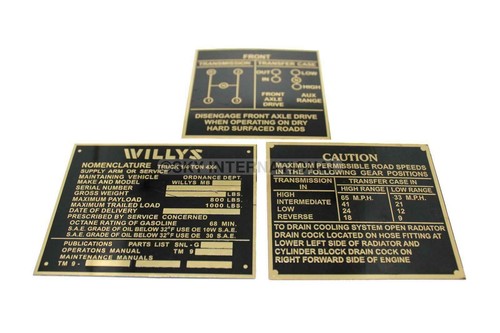 FRONT
TRANSMISSION TRANSFER CASE
OUT LOW
IN N
HIGH
FRONT AUX
AXLE RANGE
DRIVE
DISENGAGE FRONT AXLE DRIVE
WHEN OPERATING ON DRY
HARD SURFACED ROADS
WILLYS
NOMENCLATURE TRUCK 1/4 TON 4X4
SUPPLY ARM OR SERVICE
MAINTAINING VEHICLE ORDNANCE DEPT.
MAKE AND MODEL WILLYS MB
SERIAL NUMBER
GROSS WEIGHT LBS.
MAXIMUM PAYLOAD 800 LBS.
MAXIMUM TRAILED LOAD 1000 LBS.
DATE OF DELIVERY
PRESCRIBED BY SERVICE CONCERNED
OCTANE RATING OF GASOLINE 68 MIN.
S.A.E. GRADE OF OIL BELOW 32°F USE OF 10W S.A.E.
S.A.E. GRADE OF OIL BELOW 32°F USE OE 30 S.A.E.
PUBLICATIONS PARTS LIST SNL - G
OPERATORS MANUAL TM 9
MAINTENANCE MANUALS
TM 9 -
CAUTION
MAXIMUM PERMISSIBLE ROAD SPEEDS
IN THE FOLLOWING GEAR POSITIONS
TRANSMISSION TRANSFER CASE IN
IN HIGH RANGE LOW RANGE
HIGH 65 M.P.H. 33 M.P.H.
INTERMEDIATE 41 21
LOW 24 12
REVERSE 18 9
TO DRAIN COOLING SYSTEM OPEN RADIATOR
DRAIN COCK LOCATED ON HOSE FITTING AT
LOWER LEFT SIDE OF RADIATOR AND
CYLINDER BLOCK DRAIN COCK ON
RIGHT FORWARD SIDE OF ENGINE